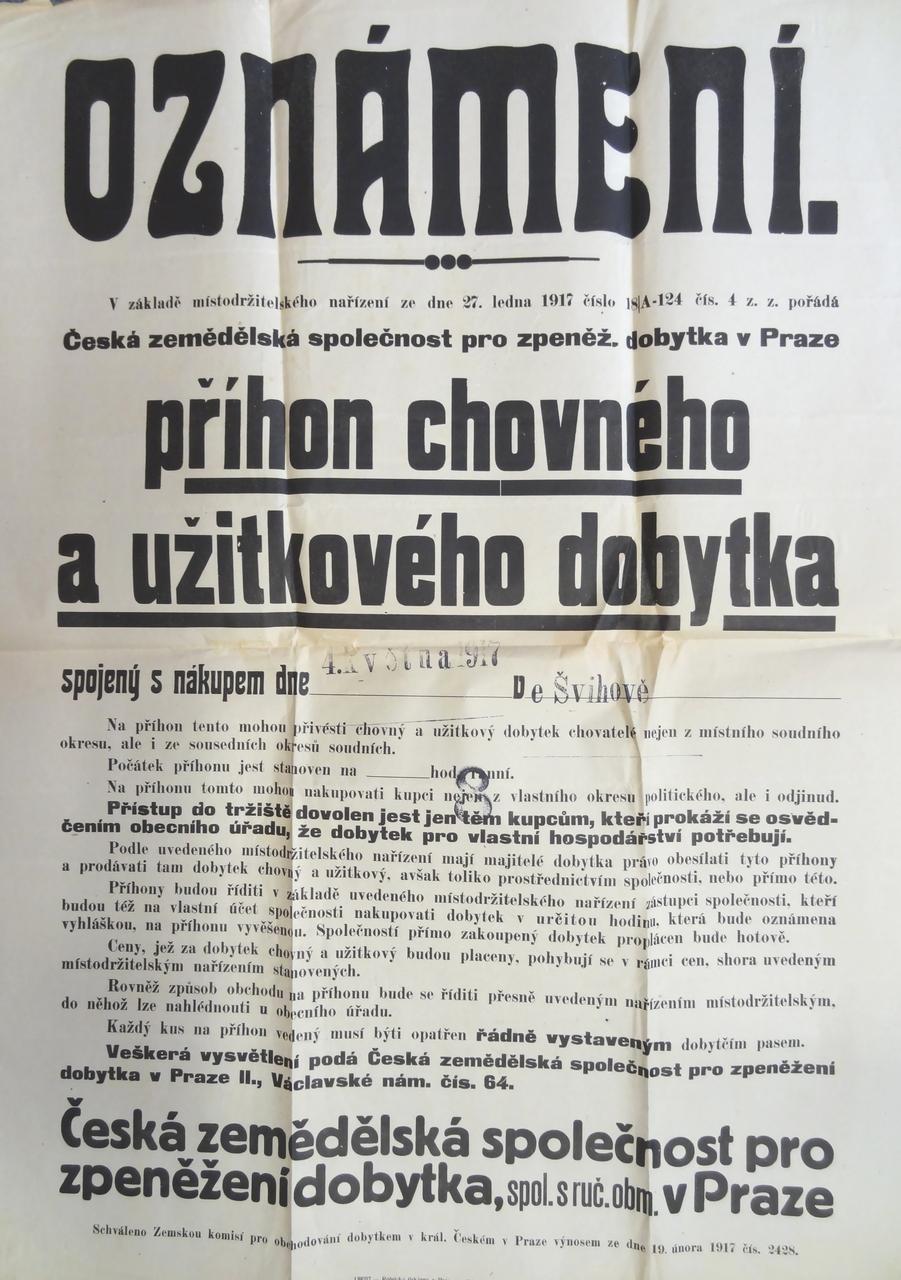 OZNÁMENÍ.
V základě místodržitelského nařízení ze dne 27. ledna 1917 číslo 18|A-124 čís. 4 z. z. pořádá
Česká zemědělská společnost pro zpeněž. dobytka v Praze
příhon chovného
a užitkového dobytka
spojený s nákupem dne 4. Května 1917 ve Švihově
Na příhon tento mohou přivésti chovný a užitkový dobytek chovatelé nejen z místního soudního
okresu, ale i ze sousedních okresů soudních.
Počátek příhonu jest stanoven na ______ hod. 8 ranní.
Na příhonu tomto mohou nakupovati kupci nejen z vlastního okresu politického, ale i odjinud.
Přístup do tržiště dovolen jest jen těm kupcům, kteří prokáží se osvěd-
čením obecního úřadu, že dobytek pro vlastní hospodářství potřebují.
Podle uvedeného místodržitelského nařízení mají majitelé dobytka právo obesílati tyto příhony
a prodávati tam dobytek chovný a užitkový, avšak toliko prostřednictvím společnosti, nebo přímo této.
Příhony budou říditi v základě uvedeného místodržitelského nařízení zástupci společnosti, kteří
budou též na vlastní účet společnosti nakupovati dobytek v určitou hodinu, která bude oznámena
vyhláškou, na příhonu vyvěšenou. Společností přímo zakoupený dobytek proplácen bude hotově.
Ceny, jež za dobytek chovný a užitkový budou placeny, pohybují se v rámci cen, shora uvedeným
místodržitelským nařízením stanovených.
Rovněž způsob obchodu na příhonu bude se říditi přesně uvedeným nařízením místodržitelským,
do něhož lze nahlédnouti u obecního úřadu.
Každý kus na příhon vedený musí býti opatřen řádně vystaveným dobytčím pasem.
Veškerá vysvětlení podá Česká zemědělská společnost pro zpeněžení
dobytka v Praze II., Václavské nám. čís. 64.
Česká zemědělská společnost pro
zpeněžení dobytka, spol. s ruč. obm. v Praze
Schváleno Zemskou komisí pro obchodování dobytkem v král. Českém v Praze výnosem ze dne 19. února 1917 čís. 2428.